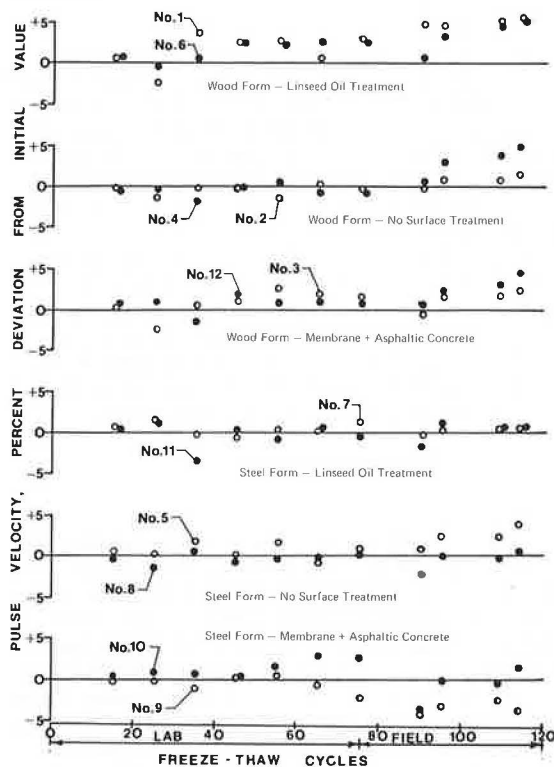 PULSE VELOCITY, PERCENT DEVIATION FROM INITIAL VALUE
+5
0
-5
No.1
No.6
Wood Form – Linseed Oil Treatment
+5
0
-5
No.4
No.2
Wood Form – No Surface Treatment
+5
0
-5
No.12
No.3
Wood Form – Membrane + Asphaltic Concrete
+5
0
-5
No.7
No.11
Steel Form – Linseed Oil Treatment
+5
0
-5
No.5
No.8
Steel Form – No Surface Treatment
Steel Form – Membrane + Asphaltic Concrete
+5
0
-5
No.10
No.9
0 20 40 60 80 100 120
LAB FIELD
FREEZE - THAW CYCLES